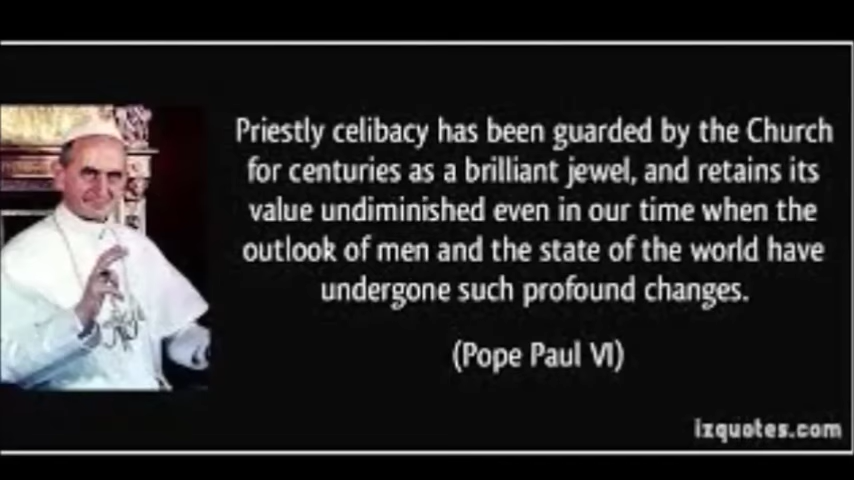 Priestly celibacy has been guarded by the Church
for centuries as a brilliant jewel, and retains its
value undiminished even in our time when the
outlook of men and the state of the world have
undergone such profound changes.
(Pope Paul VI)
izquotes.com